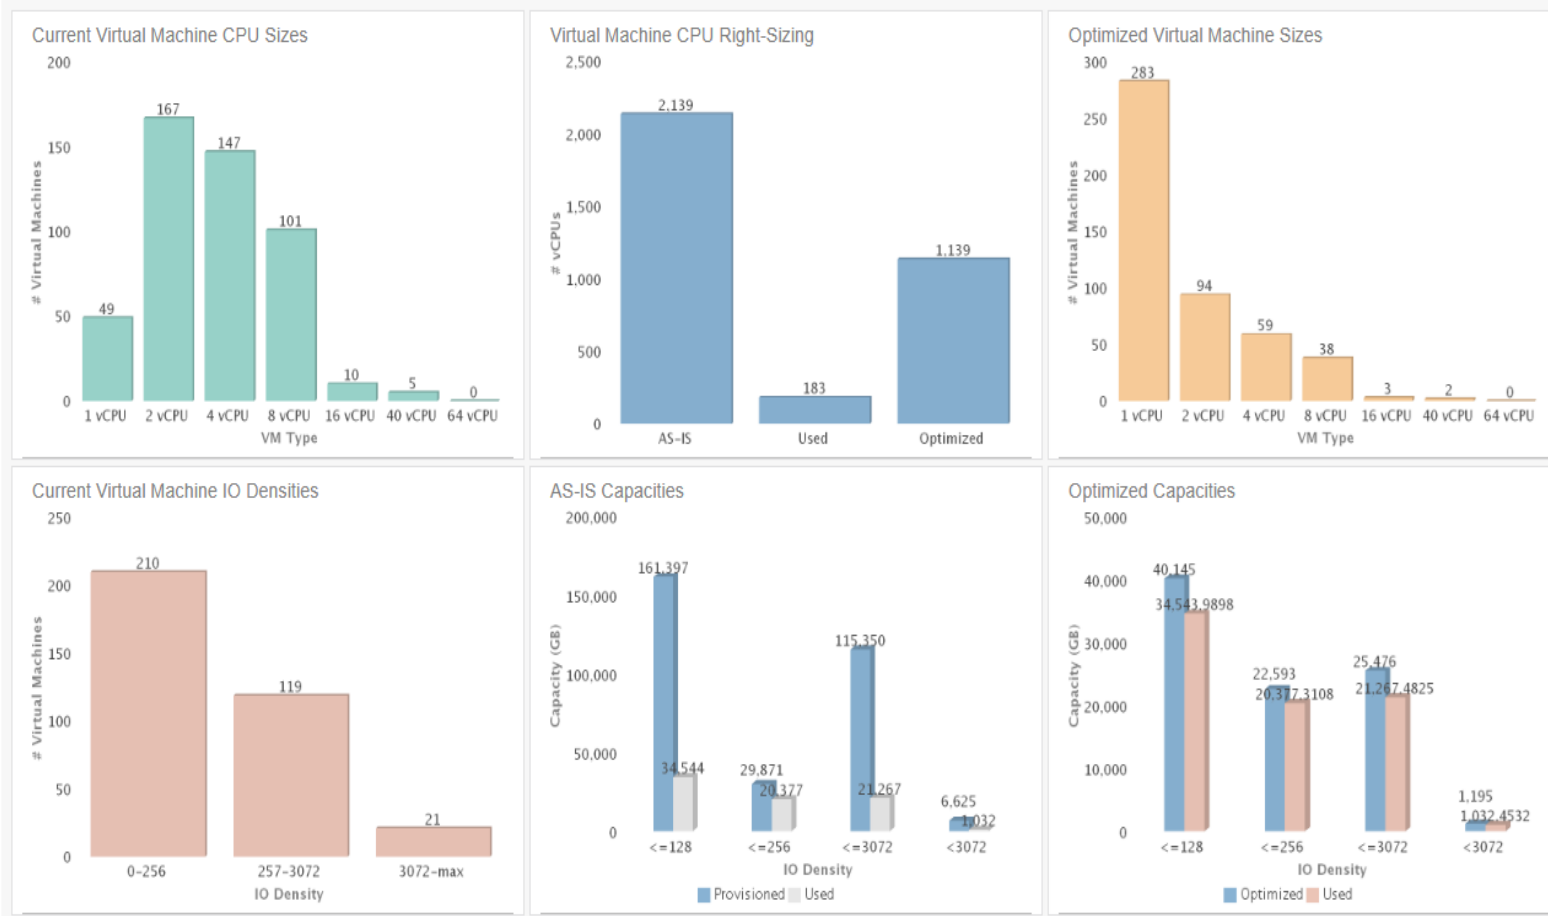 Current Virtual Machine CPU Sizes
200
150
100
50
0
# Virtual Machines
49
167
147
101
10
5
0
1 vCPU 2 vCPU 4 vCPU 8 vCPU 16 vCPU 40 vCPU 64 vCPU
VM Type
Virtual Machine CPU Right-Sizing
2,500
2,000
1,500
1,000
500
0
# vCPUs
2,139
183
1,139
AS-IS Used Optimized
Optimized Virtual Machine Sizes
300
250
200
150
100
50
0
# Virtual Machines
283
94
59
38
3
2
0
1 vCPU 2 vCPU 4 vCPU 8 vCPU 16 vCPU 40 vCPU 64 vCPU
VM Type
Current Virtual Machine IO Densities
250
200
150
100
50
0
# Virtual Machines
210
119
21
0-256 257-3072 3072-max
IO Density
AS-IS Capacities
200,000
150,000
100,000
50,000
0
Capacity (GB)
161,397
34,544
29,871
20,377
115,350
21,267
6,625
1,032
<=128 <=256 <=3072 <3072
IO Density
Provisioned Used
Optimized Capacities
50,000
40,000
30,000
20,000
10,000
0
Capacity (GB)
40,145
34,543.9898
22,593
20,377.3108
25,476
21,267.4825
1,195
1,032.4532
<=128 <=256 <=3072 <3072
IO Density
Optimized Used